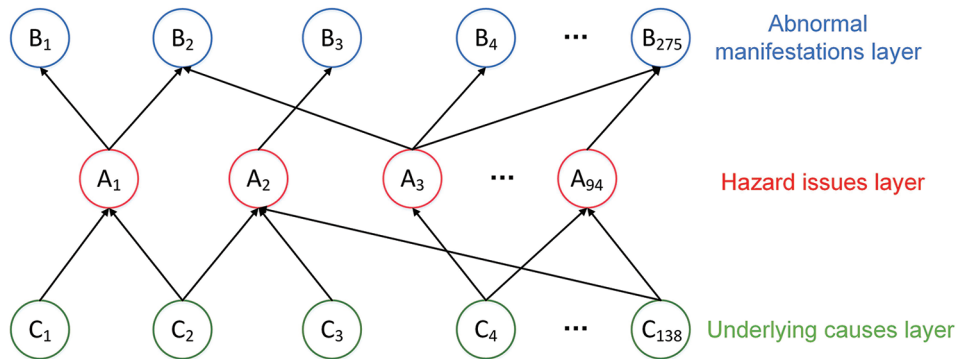 B₁ B₂ B₃ B₄ ... B₂₇₅ Abnormal
manifestations layer
A₁ A₂ A₃ ... A₉₄ Hazard issues layer
C₁ C₂ C₃ C₄ ... C₁₃₈ Underlying causes layer